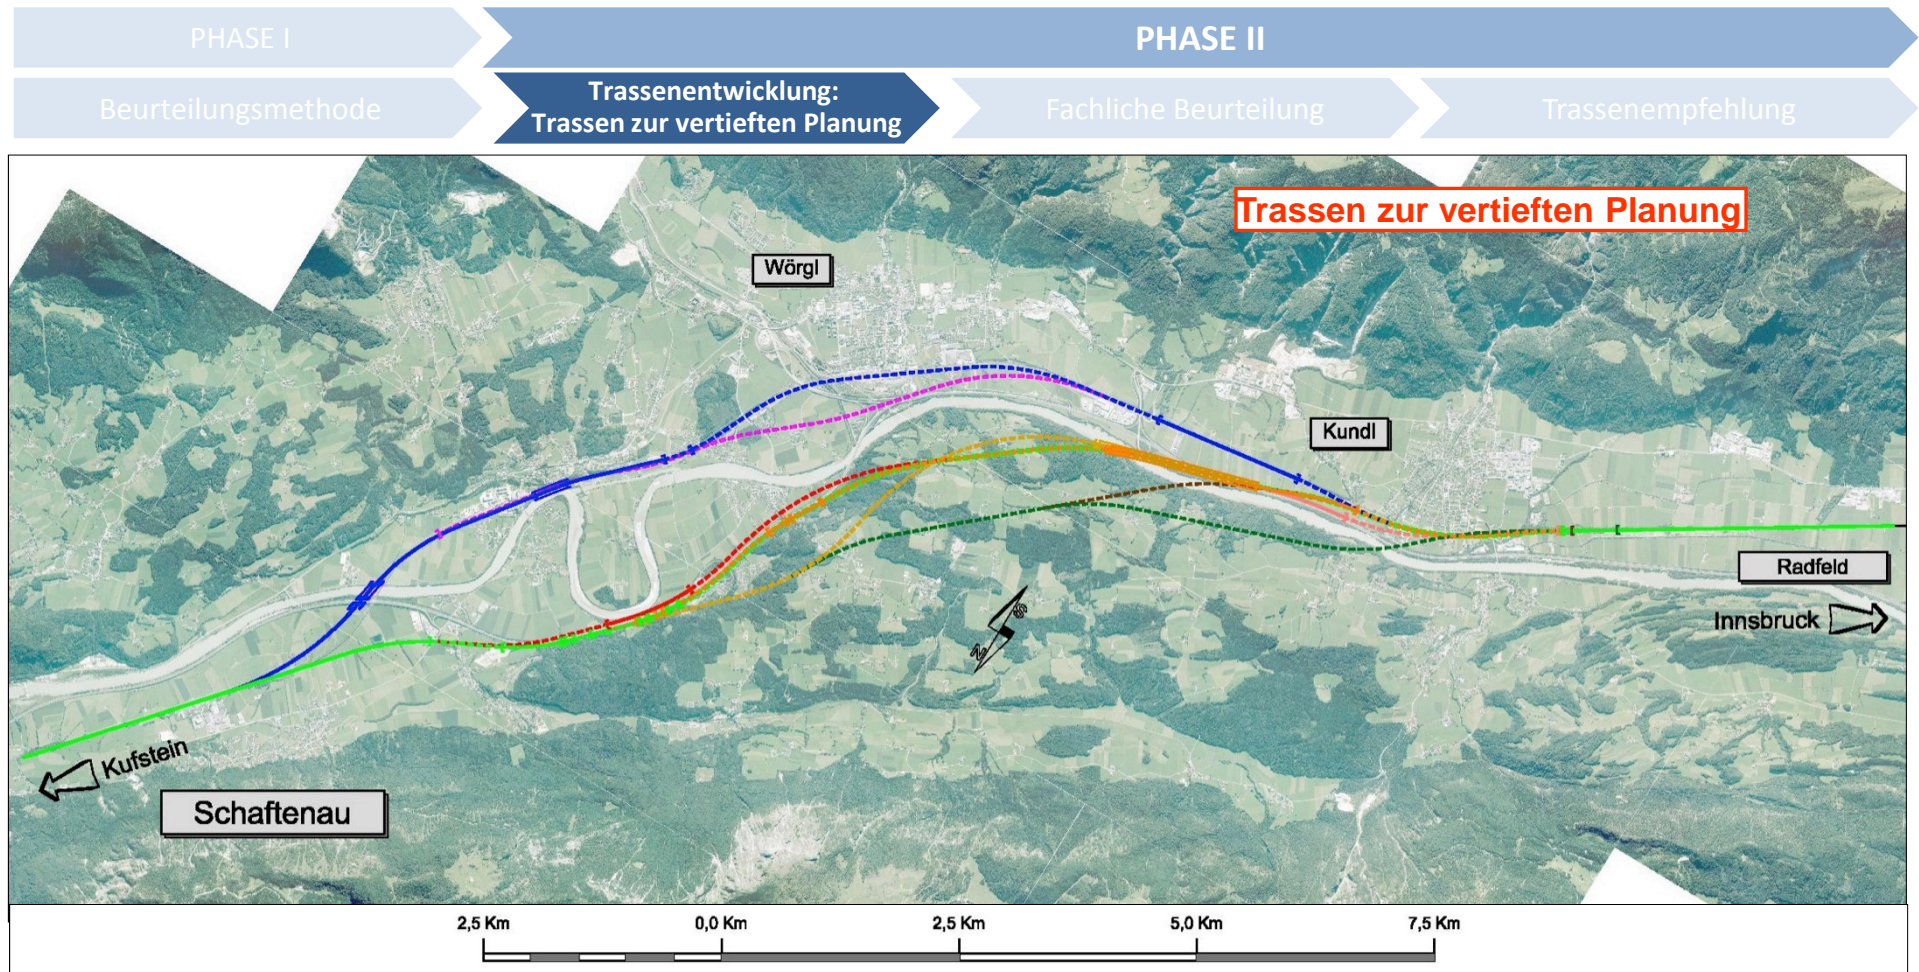 PHASE I
PHASE II
Beurteilungsmethode
Trassenentwicklung:
Trassen zur vertieften Planung
Fachliche Beurteilung
Trassenempfehlung
Trassen zur vertieften Planung
Wörgl
Kundl
Radfeld
Innsbruck
S
N
Kufstein
Schaftenau
2,5 Km
0,0 Km
2,5 Km
5,0 Km
7,5 Km